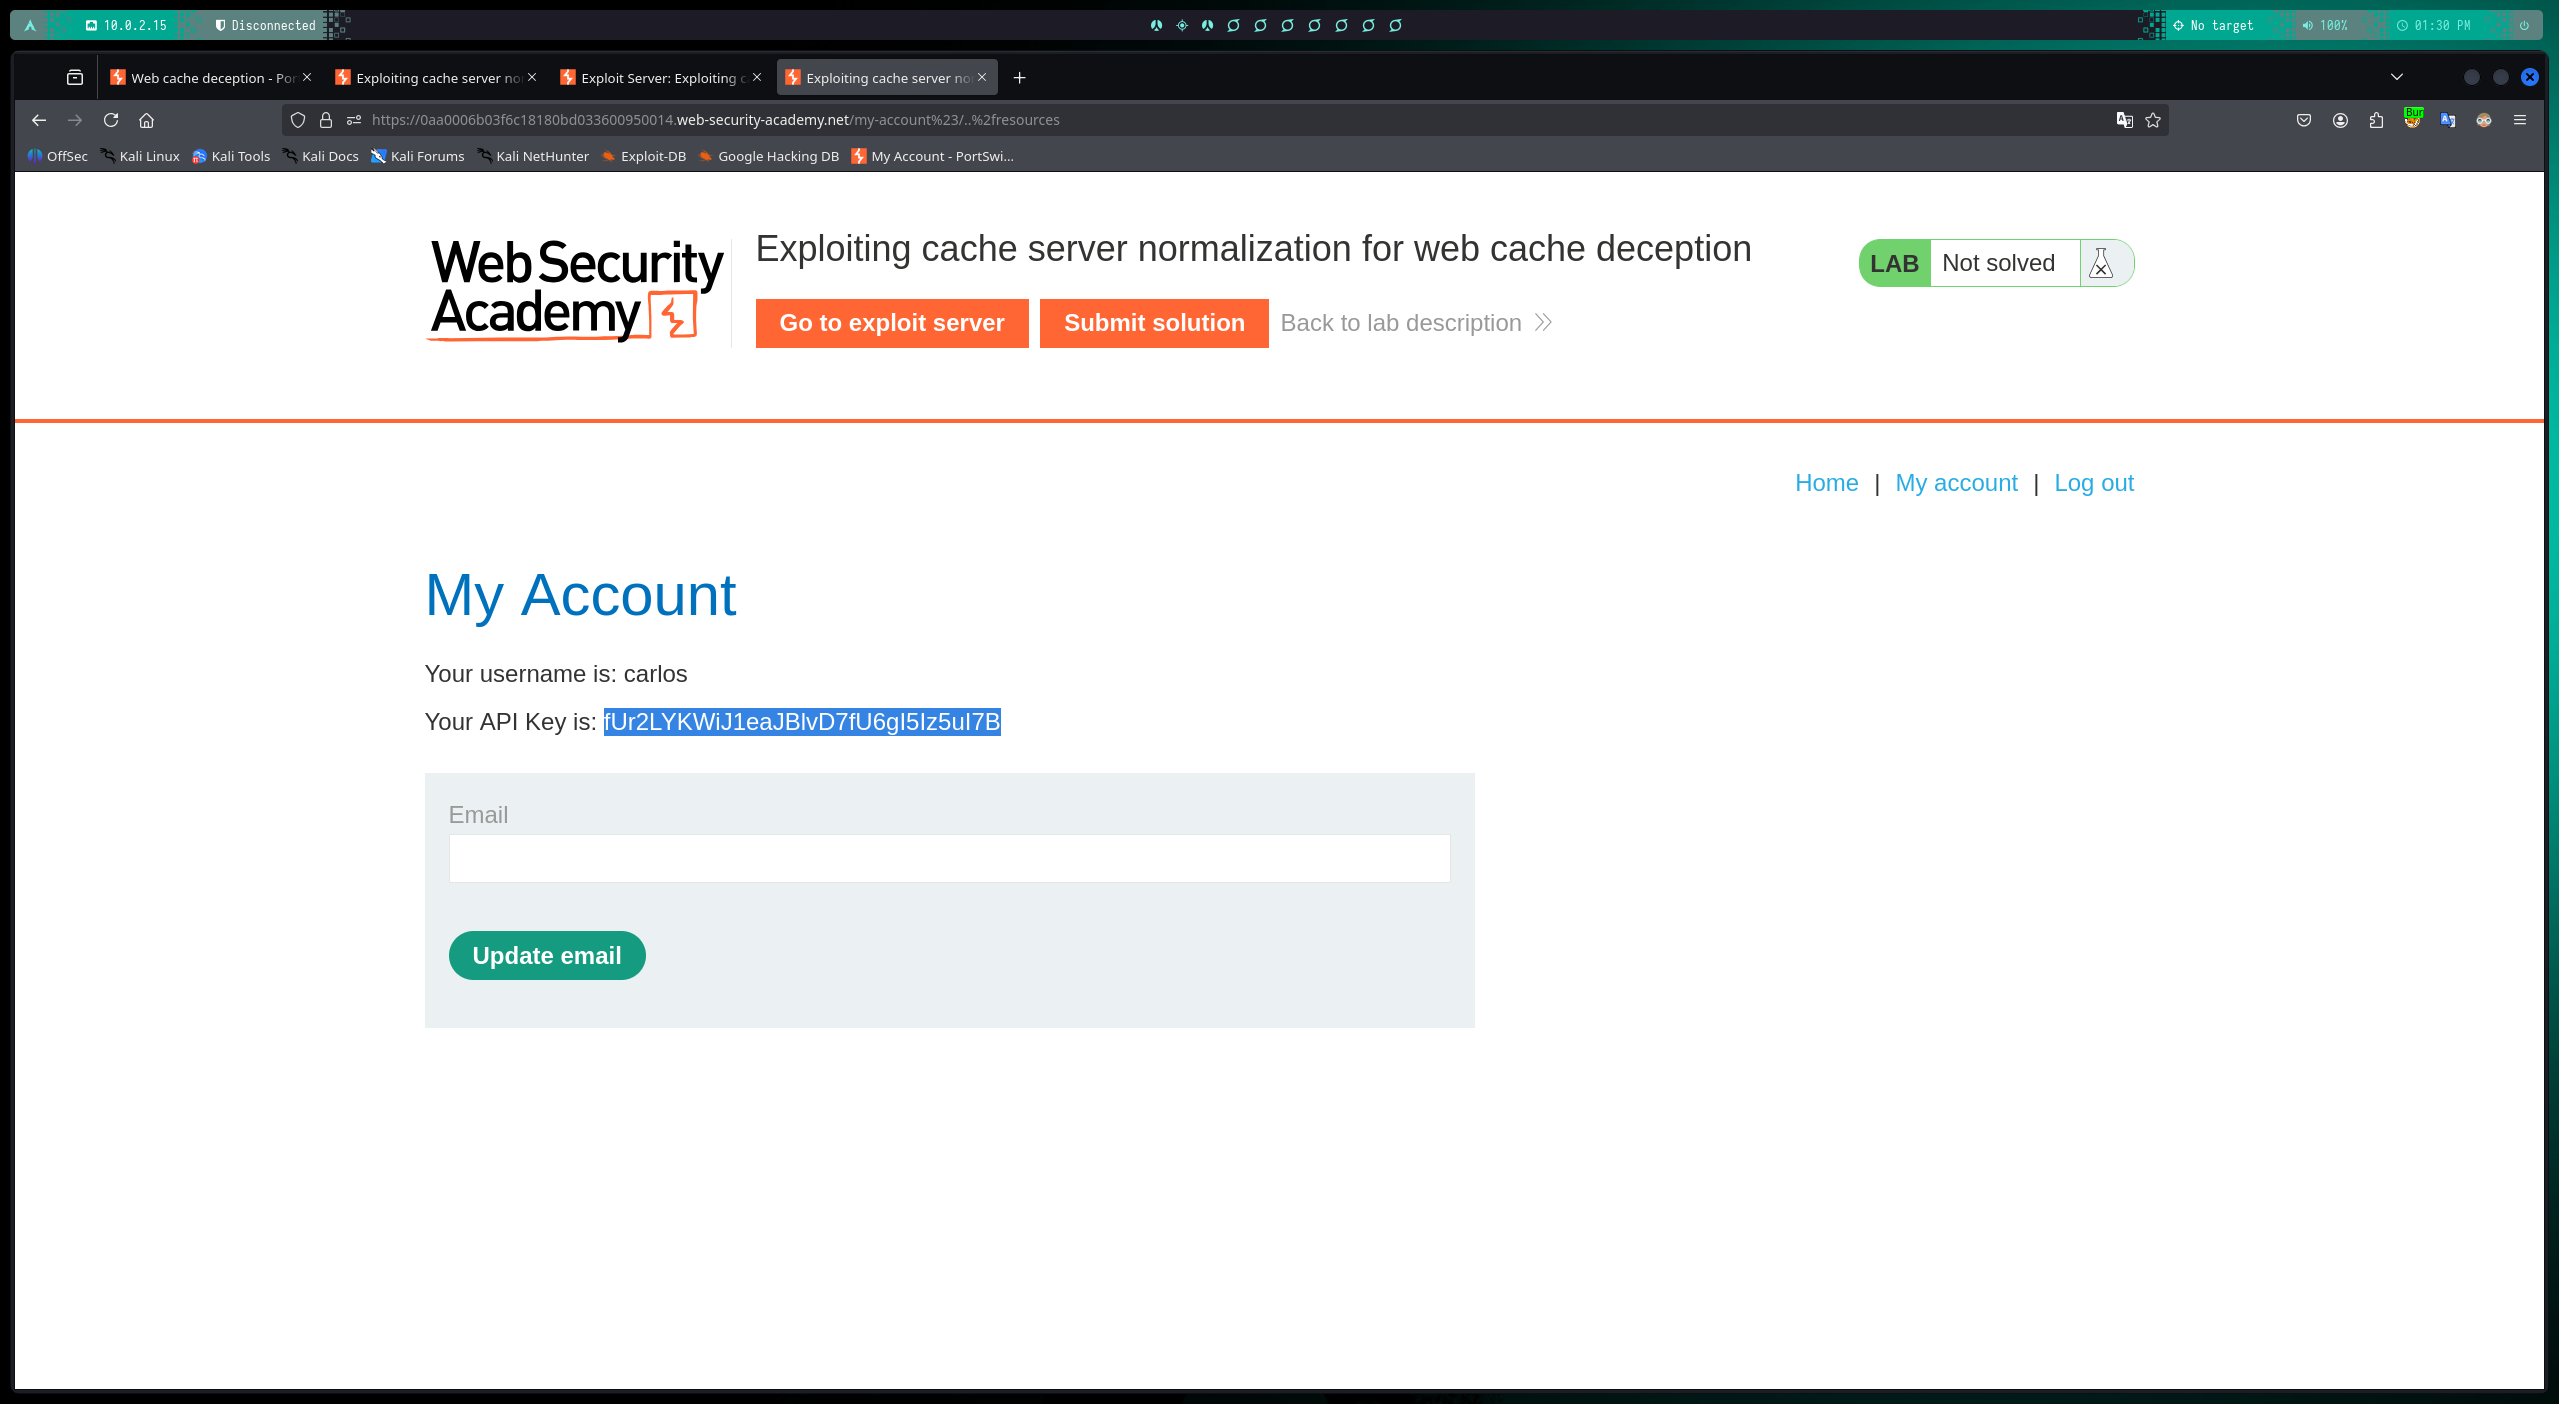 10.0.2.15 Disconnected No target 100% 01:30 PM
Web cache deception - Por Exploiting cache server nor Exploit Server: Exploiting c Exploiting cache server nor
https://0aa0006b03f6c18180bd033600950014.web-security-academy.net/my-account%23/..%2fresources
OffSec Kali Linux Kali Tools Kali Docs Kali Forums Kali NetHunter Exploit-DB Google Hacking DB My Account - PortSwi...
Web Security Academy
Exploiting cache server normalization for web cache deception
LAB Not solved
Go to exploit server Submit solution Back to lab description
Home | My account | Log out
My Account
Your username is: carlos
Your API Key is: fUr2LYKWiJ1eaJBlvD7fU6gI5Iz5uI7B
Email
Update email